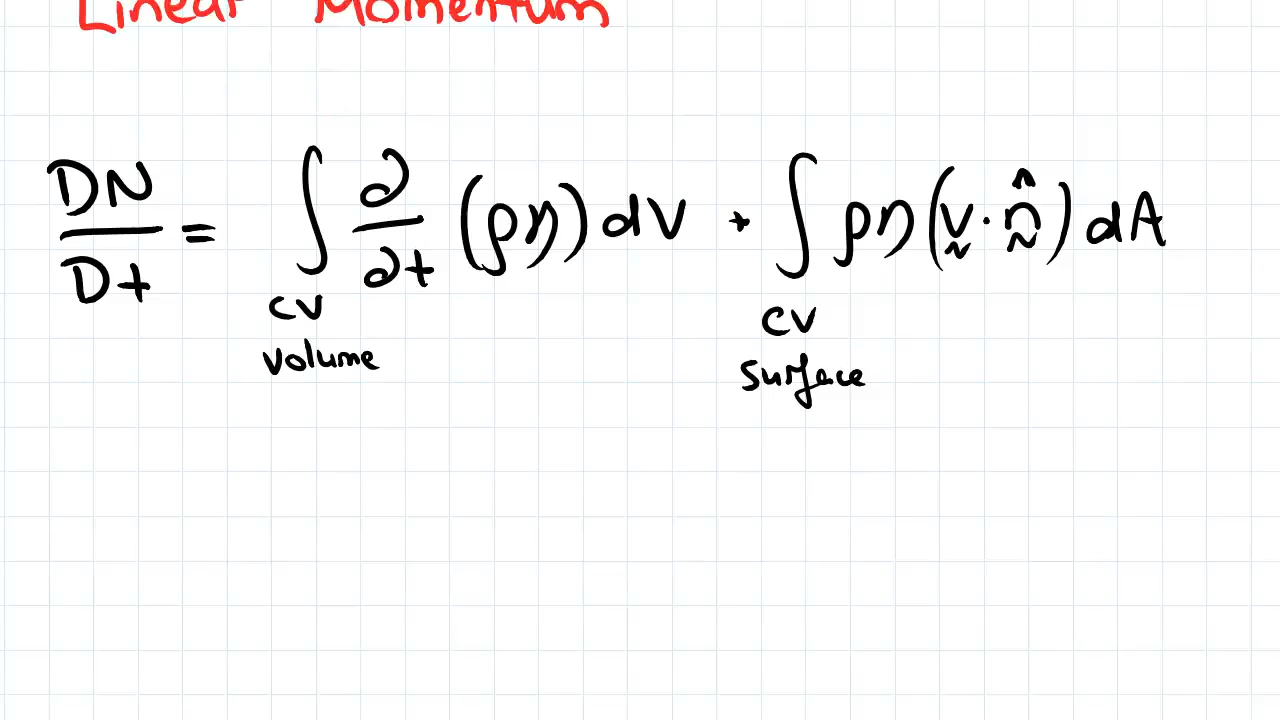 Linear Momentum
DN/Dt = ∫ ∂/∂t (ρη) dV + ∫ ρη (v̰ · n̰̂) dA
CV CV
volume surface